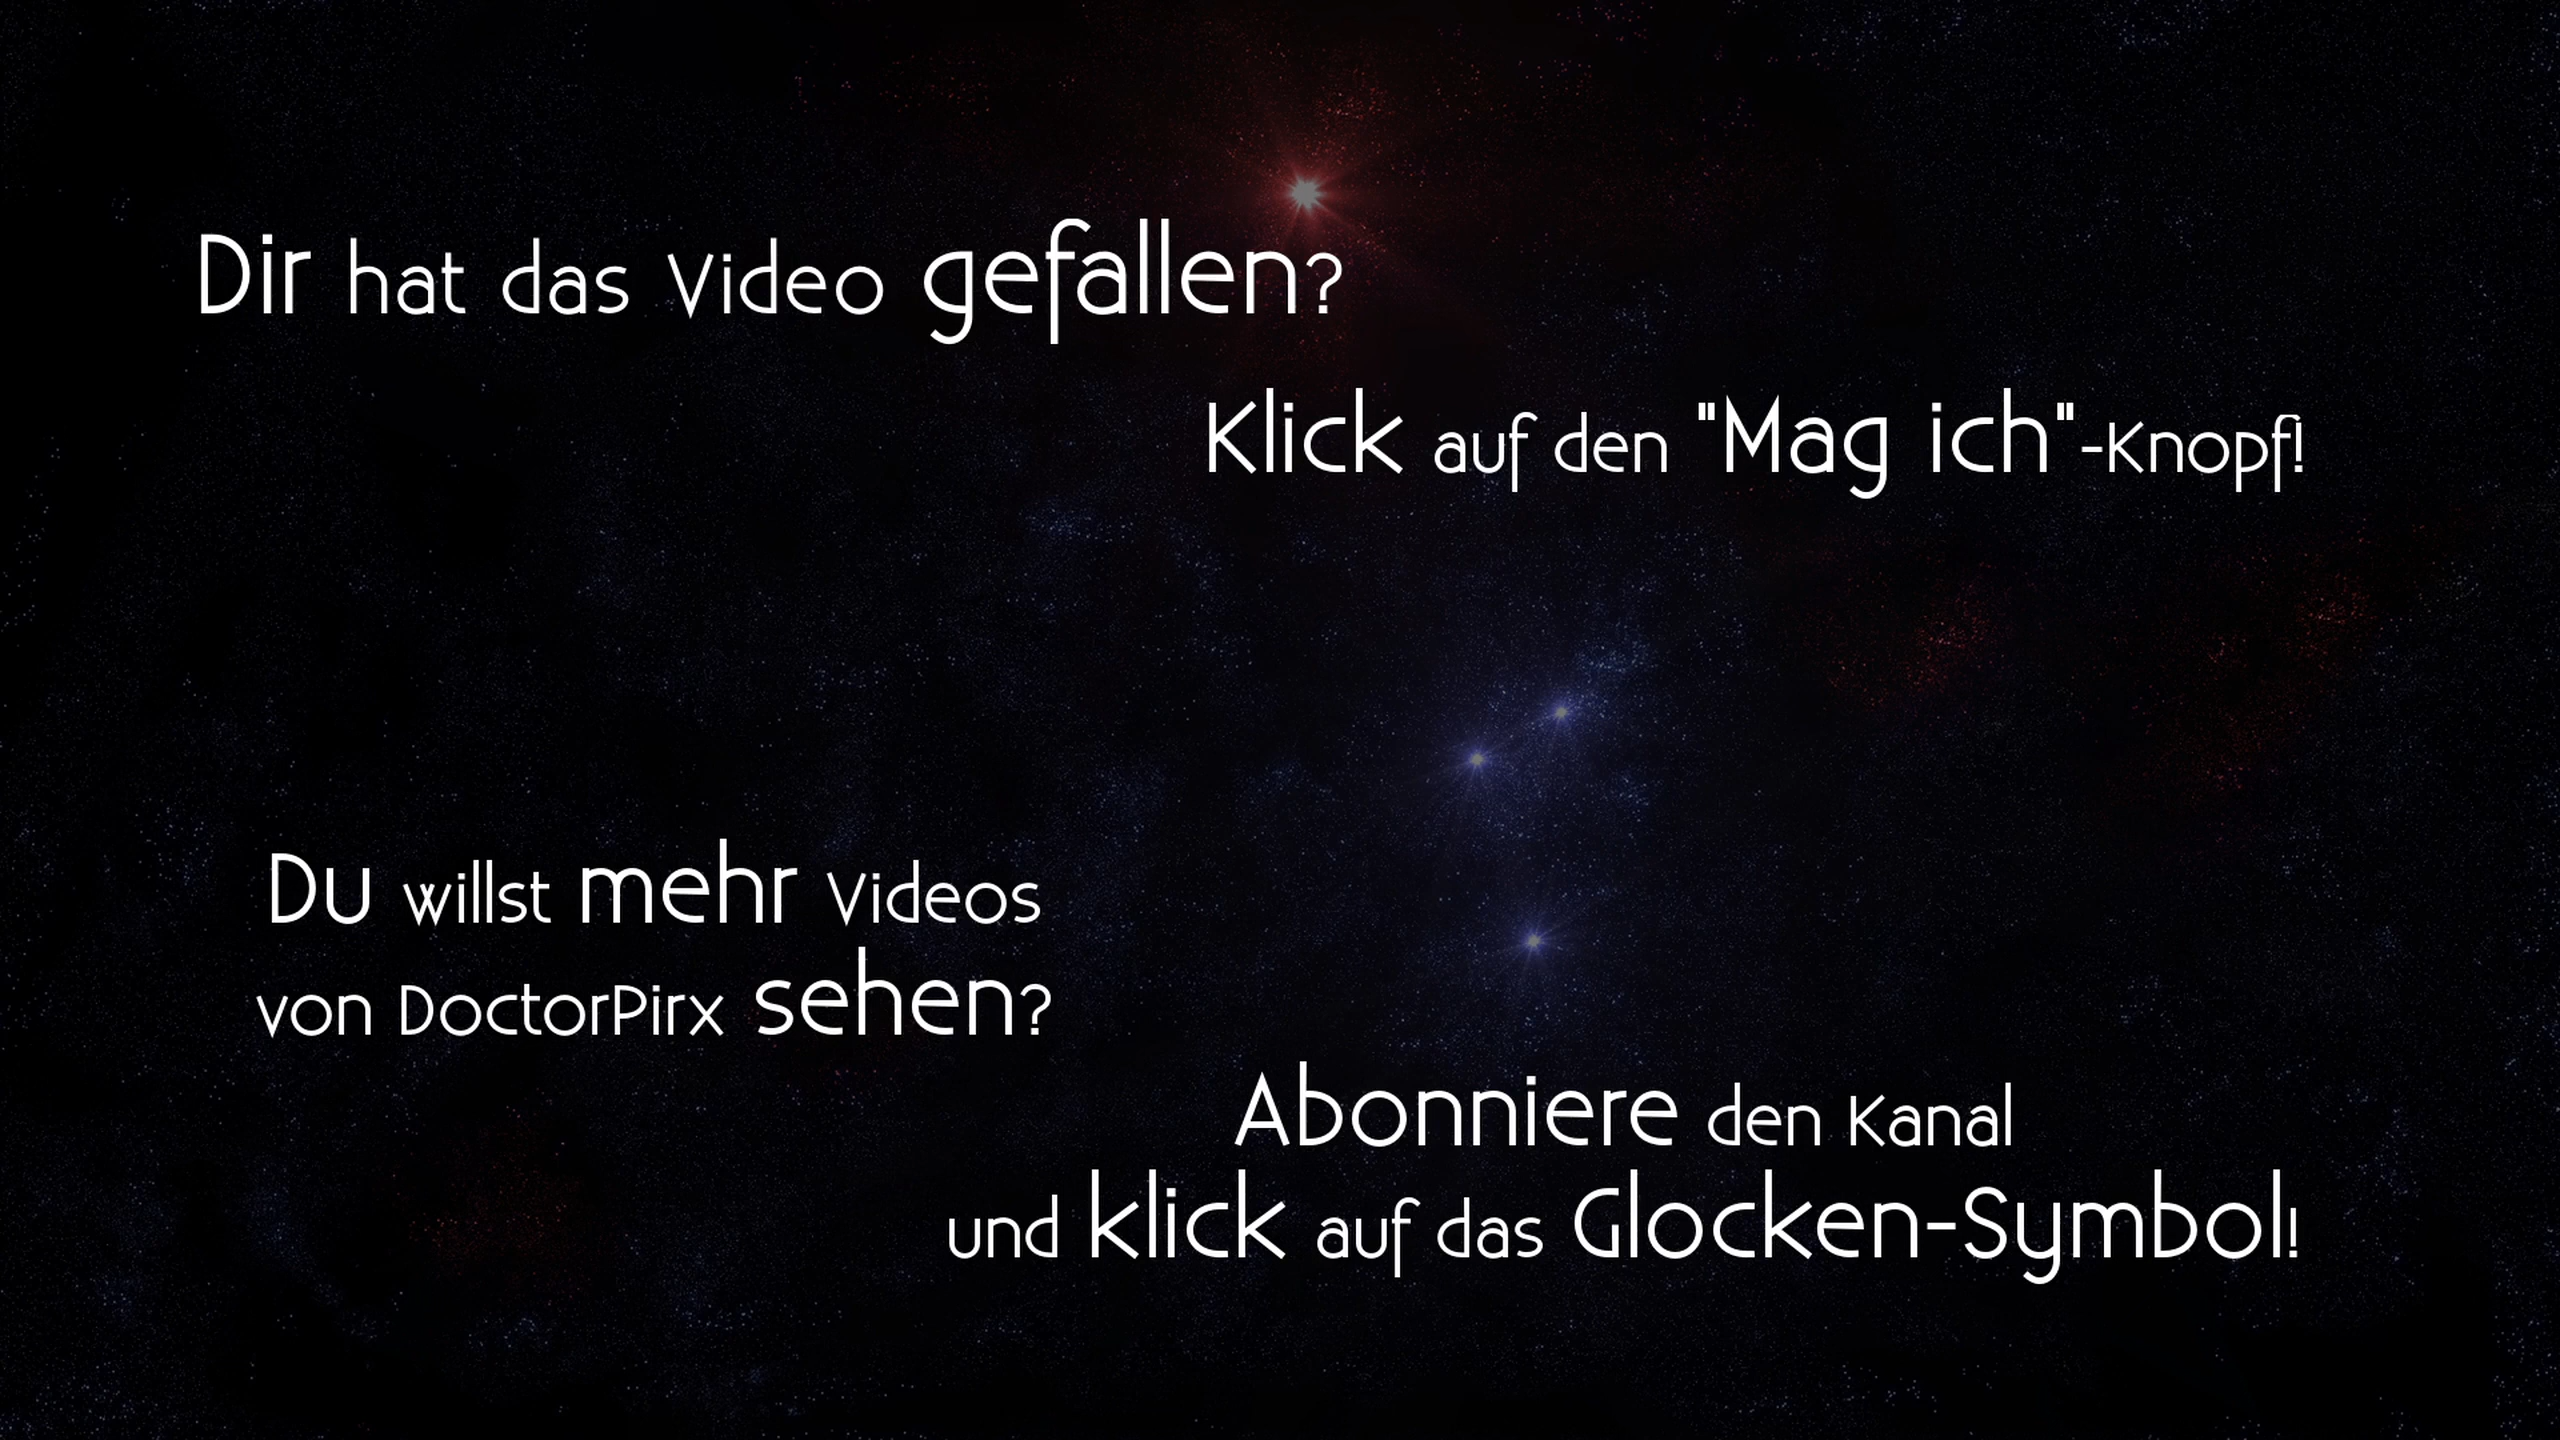 Dir hat das Video gefallen?
Klick auf den "Mag ich"-Knopf!
Du willst mehr Videos
von DoctorPirx sehen?
Abonniere den Kanal
und klick auf das Glocken-Symbol!